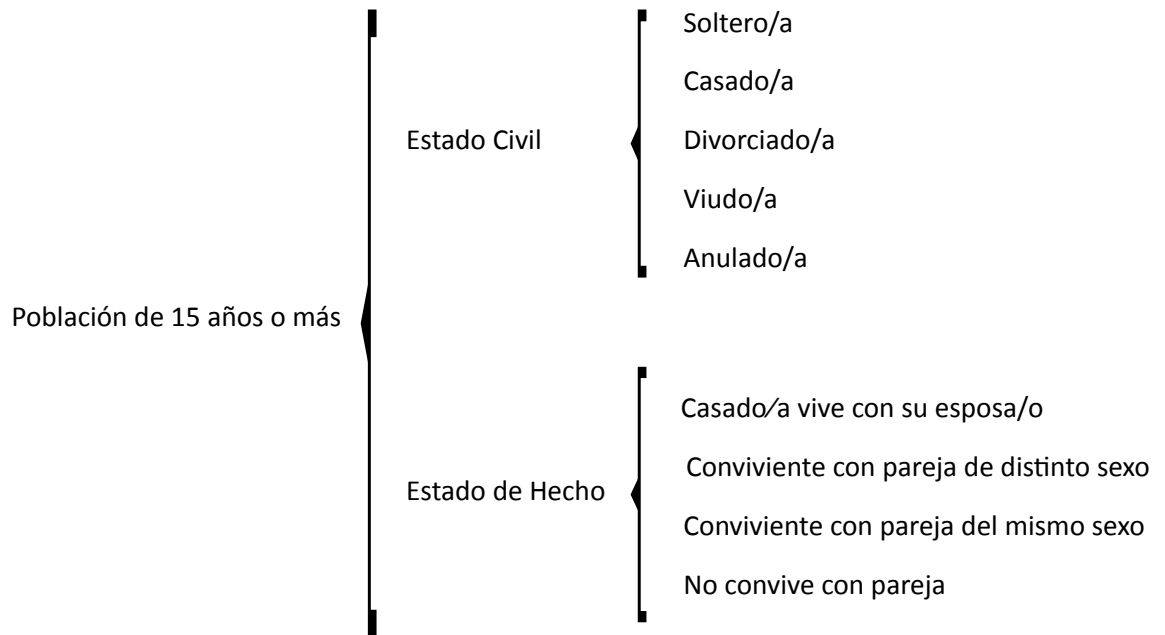 Población de 15 años o más
Estado Civil
Soltero/a
Casado/a
Divorciado/a
Viudo/a
Anulado/a
Estado de Hecho
Casado⁄a vive con su esposa/o
Conviviente con pareja de distinto sexo
Conviviente con pareja del mismo sexo
No convive con pareja